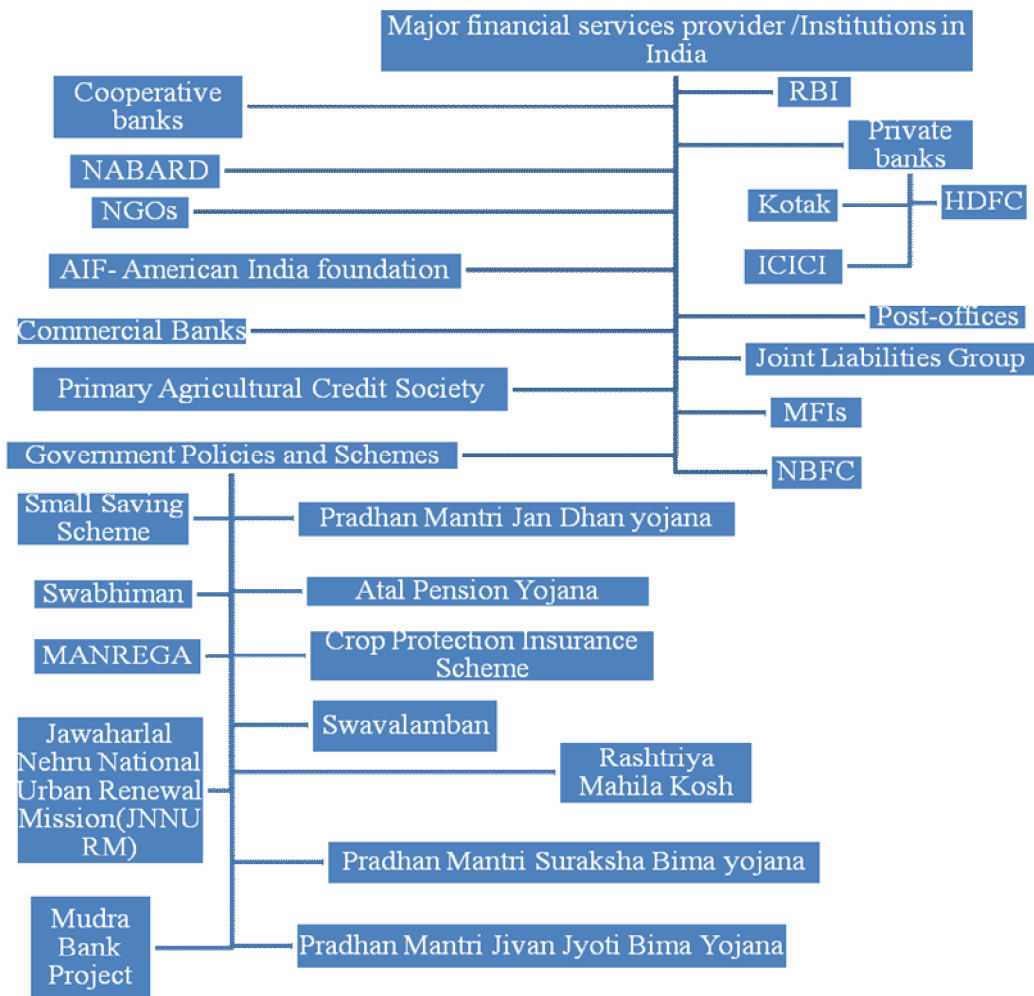 Major financial services provider /Institutions in
India
Cooperative
banks
RBI
Private
banks
NABARD
NGOs
Kotak
HDFC
AIF- American India foundation
ICICI
Commercial Banks
Post-offices
Joint Liabilities Group
Primary Agricultural Credit Society
MFIs
Government Policies and Schemes
NBFC
Small Saving
Scheme
Pradhan Mantri Jan Dhan yojana
Swabhiman
Atal Pension Yojana
MANREGA
Crop Protection Insurance
Scheme
Swavalamban
Jawaharlal
Nehru National
Urban Renewal
Mission(JNNU
RM)
Rashtriya
Mahila Kosh
Pradhan Mantri Suraksha Bima yojana
Mudra
Bank
Project
Pradhan Mantri Jivan Jyoti Bima Yojana